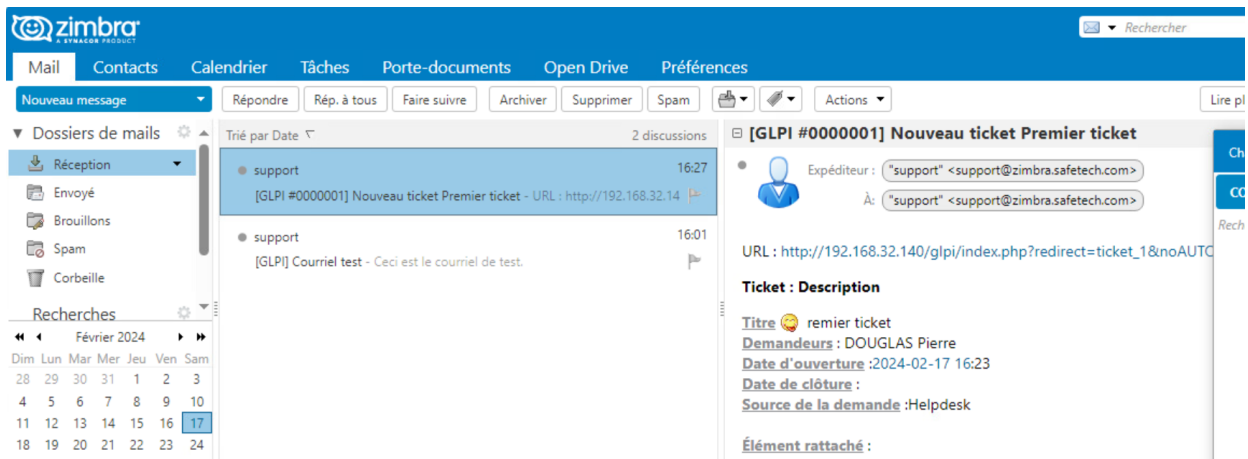 zimbra
A SYNACOR PRODUCT
Rechercher
Mail Contacts Calendrier Tâches Porte-documents Open Drive Préférences
Nouveau message Répondre Rép. à tous Faire suivre Archiver Supprimer Spam Actions Lire pl
Dossiers de mails
Réception
Envoyé
Brouillons
Spam
Corbeille
Recherches
Février 2024
Dim Lun Mar Mer Jeu Ven Sam
28 29 30 31 1 2 3
4 5 6 7 8 9 10
11 12 13 14 15 16 17
18 19 20 21 22 23 24
Trié par Date 2 discussions
support 16:27
[GLPI #0000001] Nouveau ticket Premier ticket - URL : http://192.168.32.14
support 16:01
[GLPI] Courriel test - Ceci est le courriel de test.
[GLPI #0000001] Nouveau ticket Premier ticket
Expéditeur : "support" <support@zimbra.safetech.com>
À: "support" <support@zimbra.safetech.com>
URL : http://192.168.32.140/glpi/index.php?redirect=ticket_1&noAUTO
Ticket : Description
Titre remier ticket
Demandeurs : DOUGLAS Pierre
Date d'ouverture :2024-02-17 16:23
Date de clôture :
Source de la demande :Helpdesk
Élément rattaché :
Ch
CO
Rech